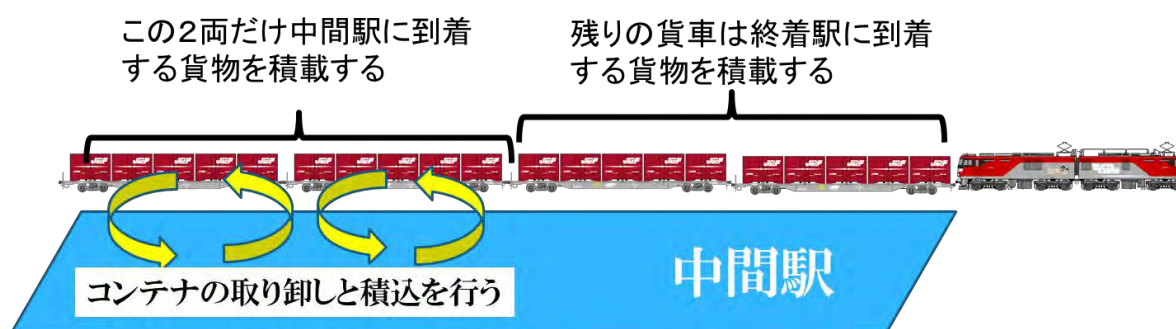 この２両だけ中間駅に到着
する貨物を積載する
残りの貨車は終着駅に到着
する貨物を積載する
中間駅
コンテナの取り卸しと積込を行う